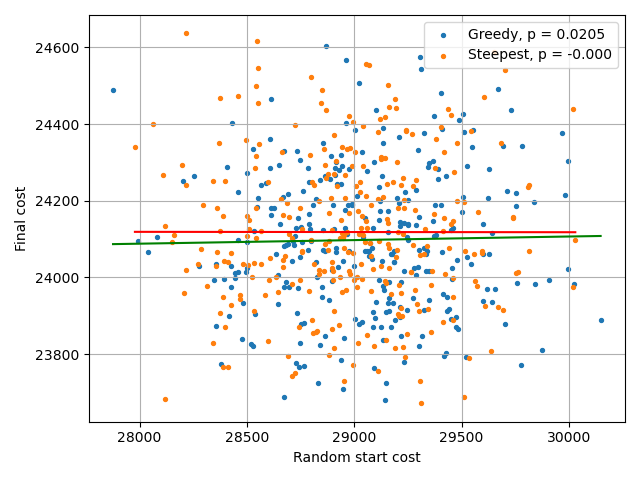 Greedy, p = 0.0205
Steepest, p = -0.000
24600
24400
24200
24000
23800
Final cost
28000 28500 29000 29500 30000
Random start cost